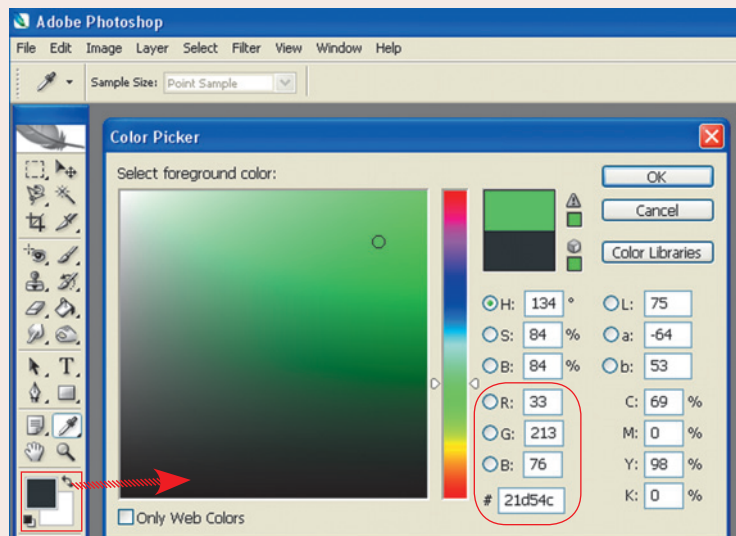 Adobe Photoshop
File Edit Image Layer Select Filter View Window Help
Sample Size: Point Sample
Color Picker
Select foreground color:
OK
Cancel
Color Libraries
H: 134 ° L: 75
S: 84 % a: -64
B: 84 % b: 53
R: 33 C: 69 %
G: 213 M: 0 %
B: 76 Y: 98 %
# 21d54c K: 0 %
Only Web Colors
T